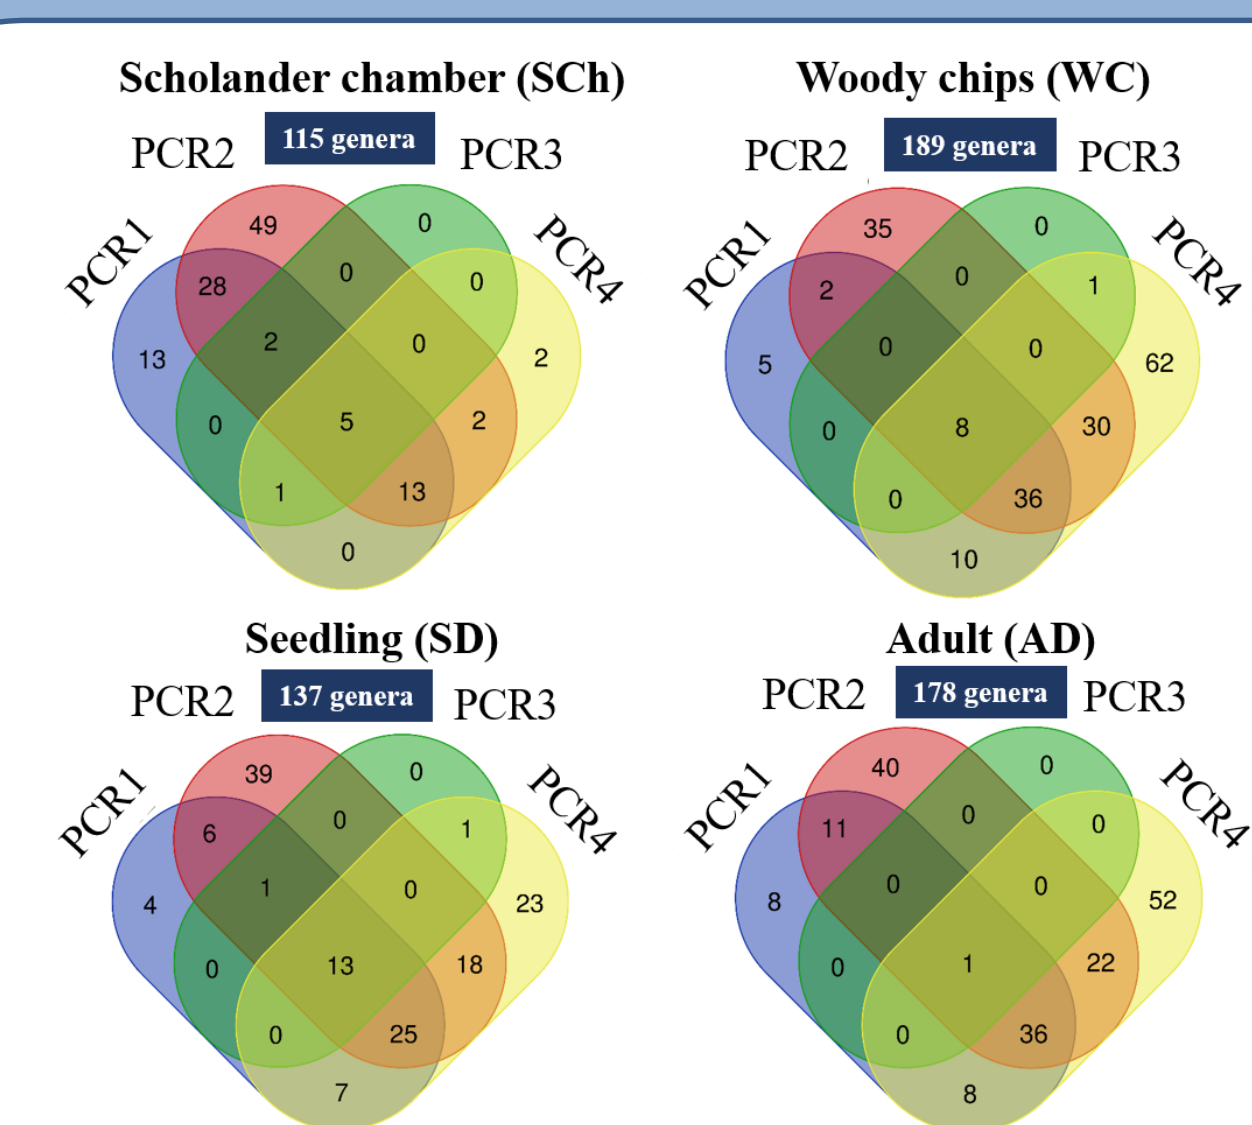 Scholander chamber (SCh)
115 genera
PCR1
PCR2
PCR3
PCR4
49
0
28
0
0
13
2
0
2
0
5
2
1
13
0
Woody chips (WC)
189 genera
PCR1
PCR2
PCR3
PCR4
35
0
2
0
1
5
0
0
62
0
8
30
0
36
10
Seedling (SD)
137 genera
PCR1
PCR2
PCR3
PCR4
39
0
6
0
1
4
1
0
23
0
13
18
0
25
7
Adult (AD)
178 genera
PCR1
PCR2
PCR3
PCR4
40
0
11
0
0
8
0
0
52
0
1
22
0
36
8